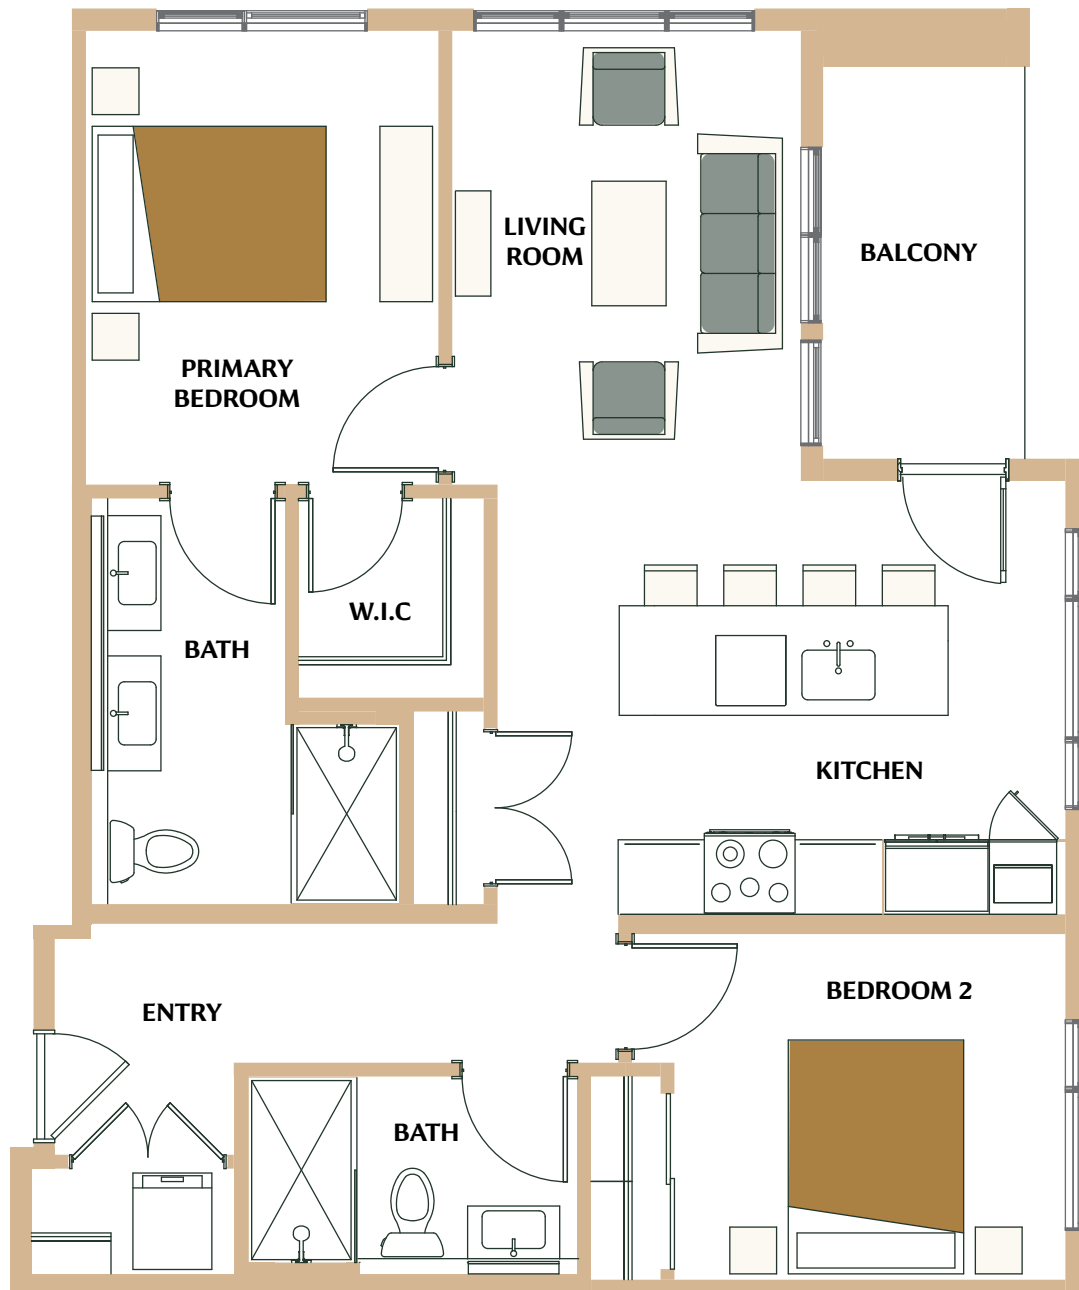 LIVING
ROOM
BALCONY
PRIMARY
BEDROOM
W.I.C
BATH
KITCHEN
BEDROOM 2
ENTRY
BATH